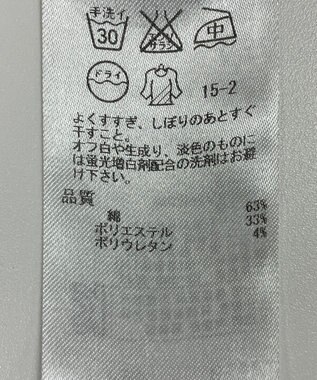 手洗イ
30
エンソ
サラシ
中
ドライ
15-2
よくすすぎ、しぼりのあとすぐ
干すこと。
オフ白や生成り、淡色のものに
は蛍光増白剤配合の洗剤はお避
け下さい。
品質
綿 63%
ポリエステル 33%
ポリウレタン 4%